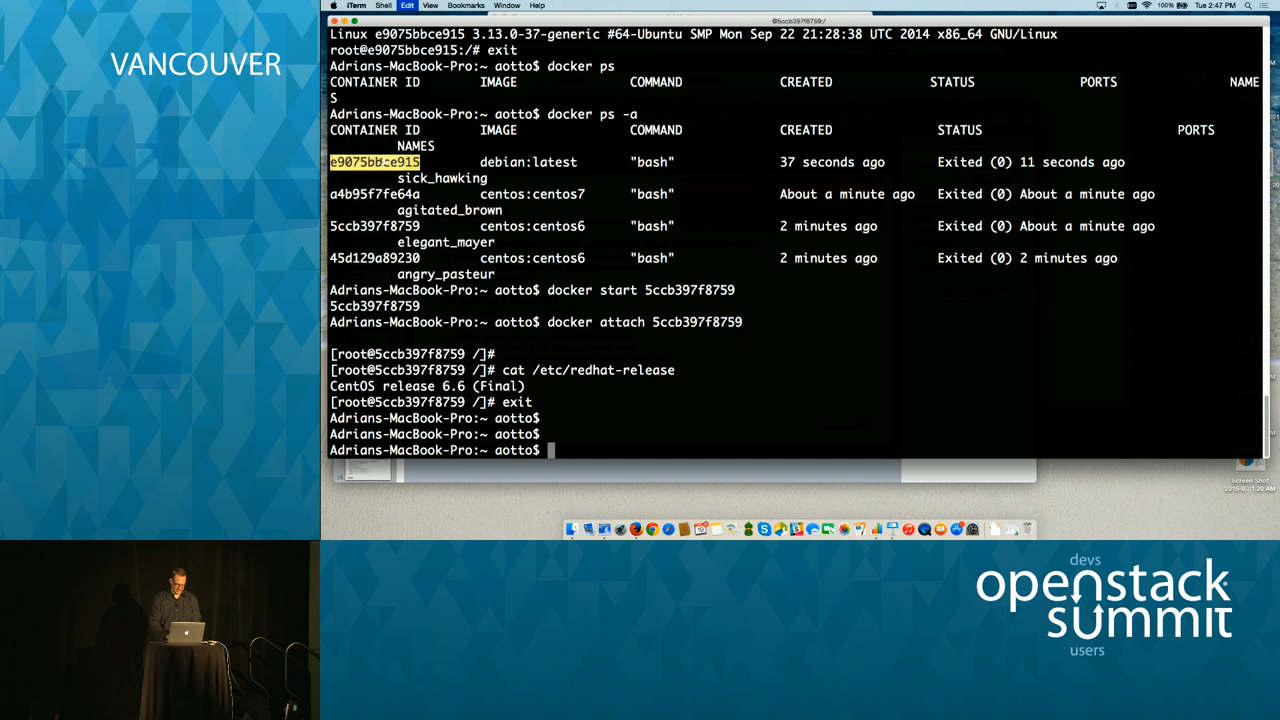 VANCOUVER
iTerm Shell Edit View Bookmarks Window Help
100% Tue 2:47 PM
@5ccb397f8759:/
Linux e9075bbce915 3.13.0-37-generic #64-Ubuntu SMP Mon Sep 22 21:28:38 UTC 2014 x86_64 GNU/Linux
root@e9075bbce915:/# exit
Adrians-MacBook-Pro:~ aotto$ docker ps
CONTAINER ID IMAGE COMMAND CREATED STATUS PORTS NAME
S
Adrians-MacBook-Pro:~ aotto$ docker ps -a
CONTAINER ID IMAGE COMMAND CREATED STATUS PORTS
NAMES
e9075bbce915 debian:latest "bash" 37 seconds ago Exited (0) 11 seconds ago
sick_hawking
a4b95f7fe64a centos:centos7 "bash" About a minute ago Exited (0) About a minute ago
agitated_brown
5ccb397f8759 centos:centos6 "bash" 2 minutes ago Exited (0) About a minute ago
elegant_mayer
45d129a89230 centos:centos6 "bash" 2 minutes ago Exited (0) 2 minutes ago
angry_pasteur
Adrians-MacBook-Pro:~ aotto$ docker start 5ccb397f8759
5ccb397f8759
Adrians-MacBook-Pro:~ aotto$ docker attach 5ccb397f8759
[root@5ccb397f8759 /]#
[root@5ccb397f8759 /]# cat /etc/redhat-release
CentOS release 6.6 (Final)
[root@5ccb397f8759 /]# exit
Adrians-MacBook-Pro:~ aotto$
Adrians-MacBook-Pro:~ aotto$
Adrians-MacBook-Pro:~ aotto$
Screen Shot
devs
openstack
summit
users